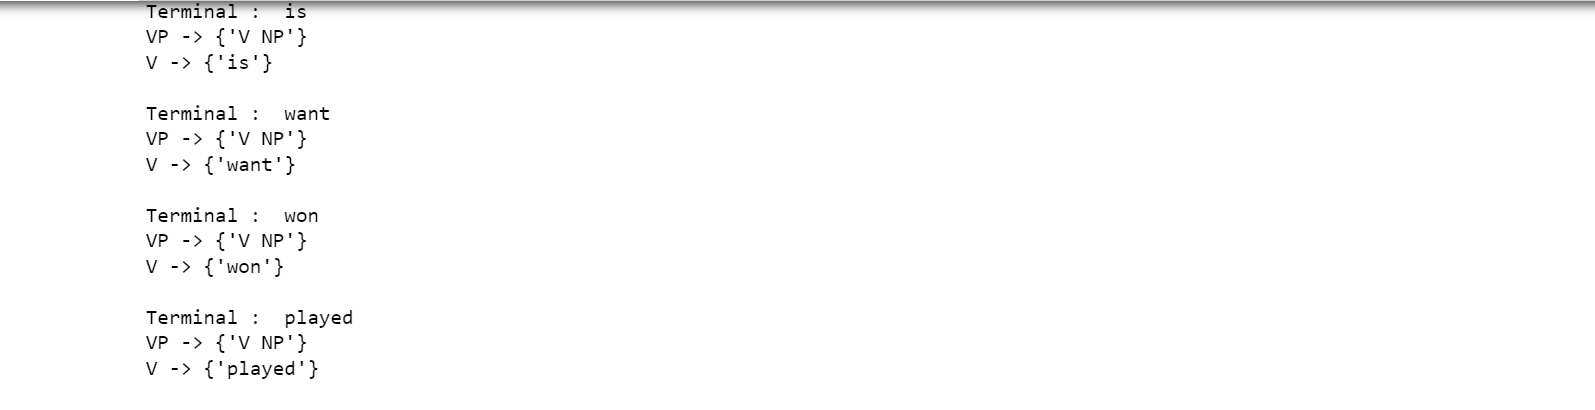 Terminal :  is
VP -> {'V NP'}
V -> {'is'}
Terminal :  want
VP -> {'V NP'}
V -> {'want'}
Terminal :  won
VP -> {'V NP'}
V -> {'won'}
Terminal :  played
VP -> {'V NP'}
V -> {'played'}